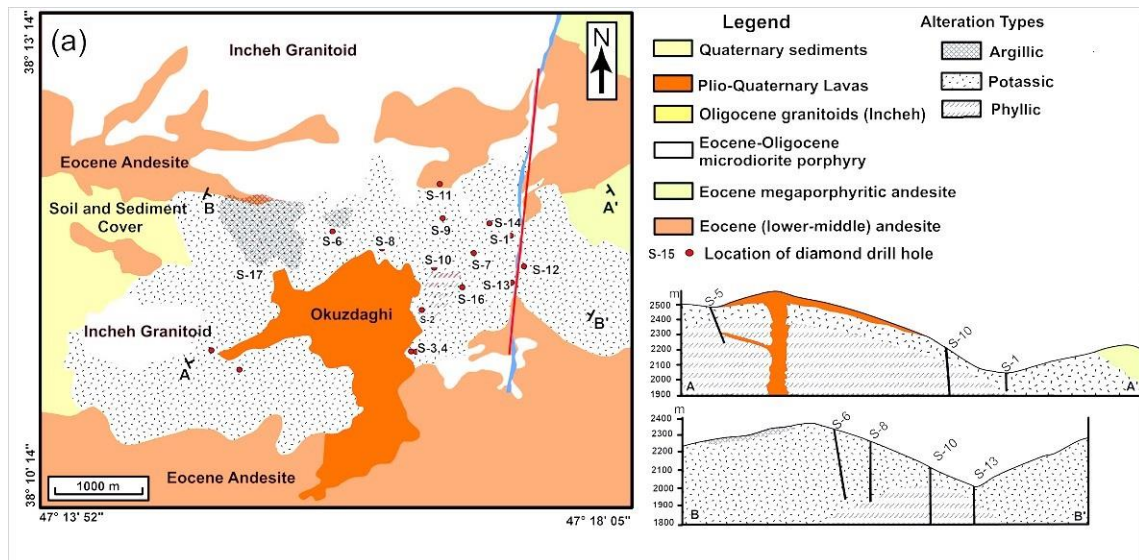 (a)
38° 13' 14"
38° 10' 14"
47° 13' 52"
47° 18' 05"
N
Incheh Granitoid
Eocene Andesite
Soil and Sediment
Cover
B
A'
S-11
S-9
S-14
S-1
S-6
S-8
S-10
S-7
S-12
S-17
S-13
S-16
S-2
B'
Okuzdaghi
Incheh Granitoid
S-3,4
A
Eocene Andesite
1000 m
Legend
Quaternary sediments
Plio-Quaternary Lavas
Oligocene granitoids (Incheh)
Eocene-Oligocene
microdiorite porphyry
Eocene megaporphyritic andesite
Eocene (lower-middle) andesite
S-15 Location of diamond drill hole
Alteration Types
Argillic
Potassic
Phyllic
m
2500
2400
2300
2200
2100
2000
1900
S-5
S-10
S-1
A
A'
m
2400
2300
2200
2100
2000
1900
1800
S-6
S-8
S-10
S-13
B
B'